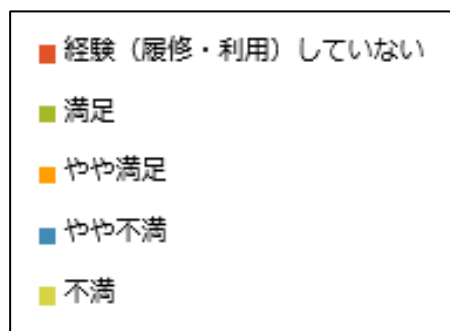 経験（履修・利用）していない
満足
やや満足
やや不満
不満